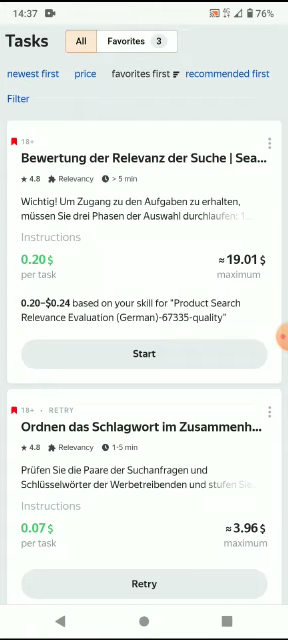 14:37
4G
76%
Tasks
All
Favorites 3
newest first price favorites first recommended first
Filter
18+
Bewertung der Relevanz der Suche | Sea...
4.8 Relevancy > 5 min
Wichtig! Um Zugang zu den Aufgaben zu erhalten,
müssen Sie drei Phasen der Auswahl durchlaufen: 1...
Instructions
0.20 $ ≈ 19.01 $
per task maximum
0.20–$0.24 based on your skill for "Product Search
Relevance Evaluation (German)-67335-quality"
Start
18+ • RETRY
Ordnen das Schlagwort im Zusammenh...
4.8 Relevancy 1-5 min
Prüfen Sie die Paare der Suchanfragen und
Schlüsselwörter der Werbetreibenden und stufen Sie...
Instructions
0.07 $ ≈ 3.96 $
per task maximum
Retry